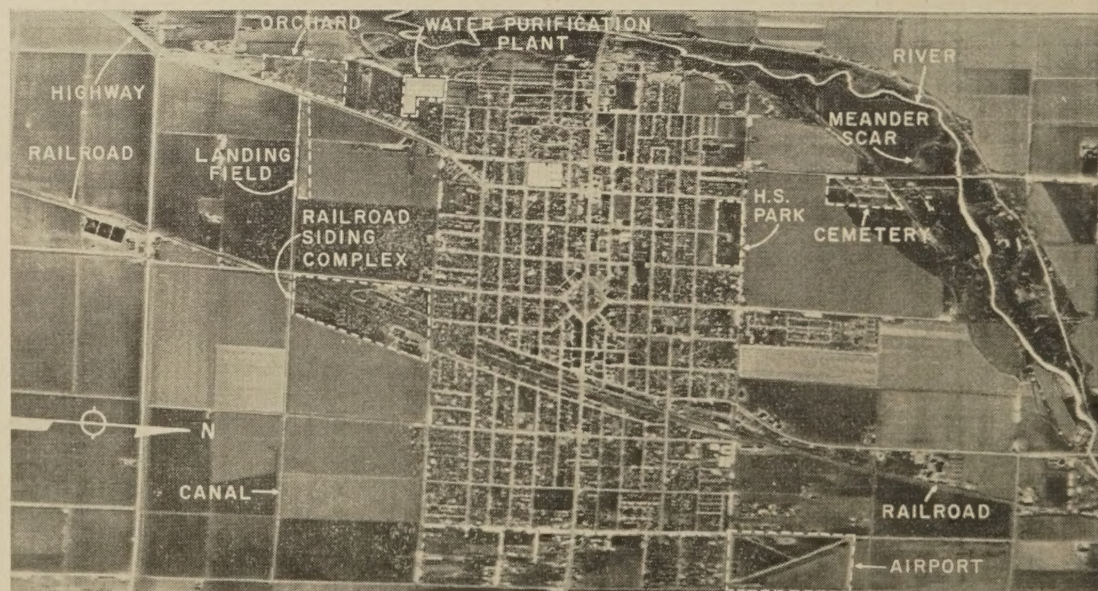 ORCHARD
WATER PURIFICATION
PLANT
RIVER
HIGHWAY
MEANDER
SCAR
RAILROAD
LANDING
FIELD
H.S.
PARK
RAILROAD
SIDING
COMPLEX
CEMETERY
N
CANAL
RAILROAD
AIRPORT